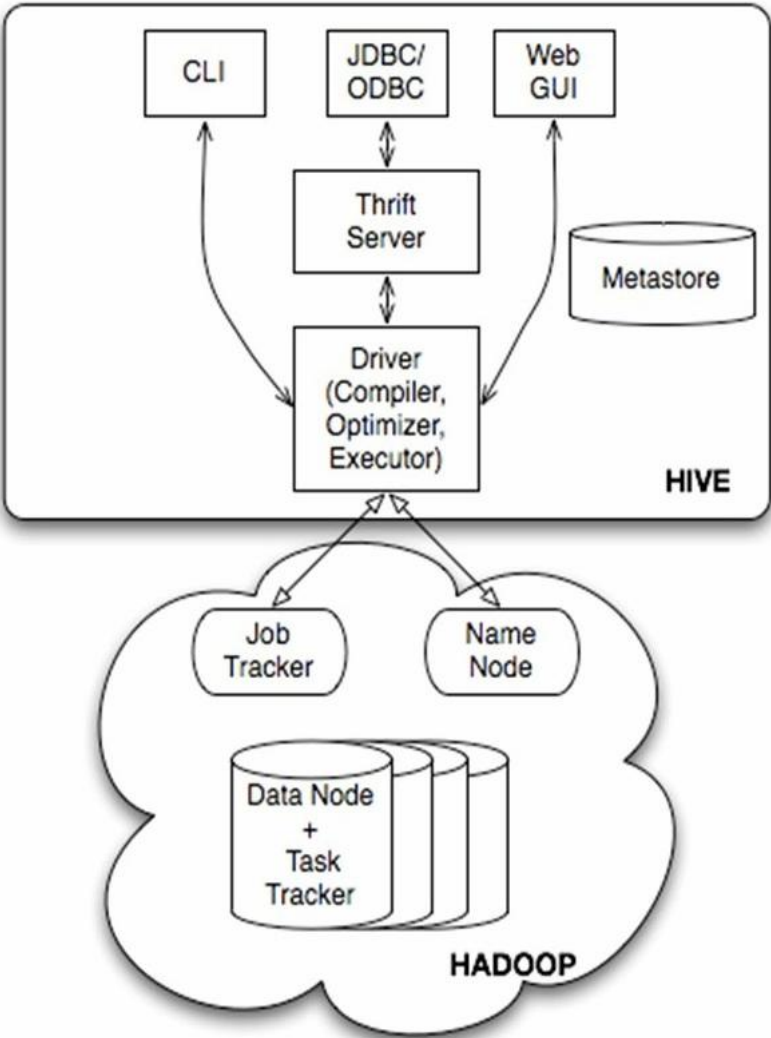 CLI
JDBC/
ODBC
Web
GUI
Thrift
Server
Metastore
Driver
(Compiler,
Optimizer,
Executor)
HIVE
Job
Tracker
Name
Node
Data Node
+
Task
Tracker
HADOOP